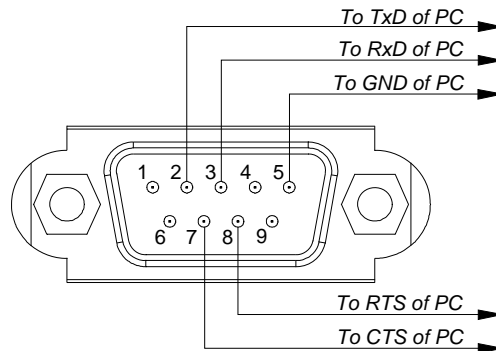 To TxD of PC
To RxD of PC
To GND of PC
1 2 3 4 5
6 7 8 9
To RTS of PC
To CTS of PC